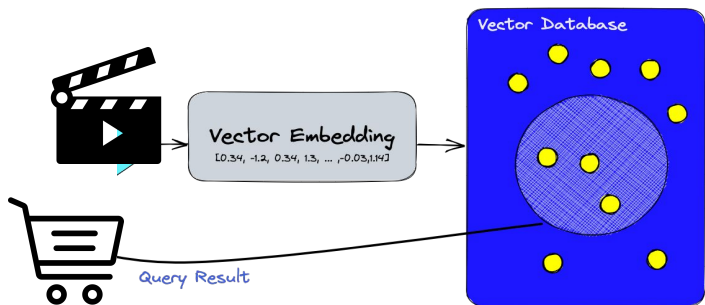 Vector Database
Vector Embedding
[0.34, -1.2, 0.34, 1.3, ... ,-0.03,1.14]
Query Result